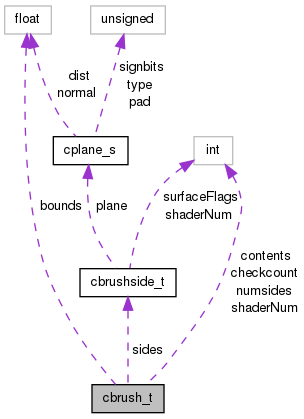 float
unsigned
dist
normal
signbits
type
pad
cplane_s
int
bounds
plane
surfaceFlags
shaderNum
contents
checkcount
numsides
shaderNum
cbrushside_t
sides
cbrush_t